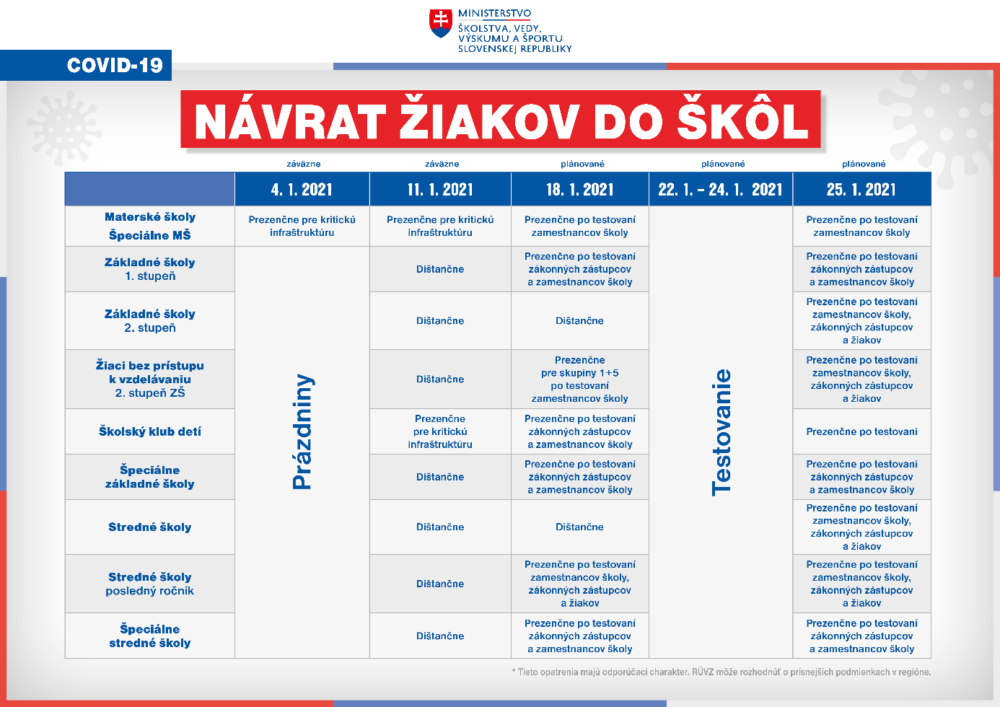 MINISTERSTVO
ŠKOLSTVA, VEDY,
VÝSKUMU A ŠPORTU
SLOVENSKEJ REPUBLIKY
COVID-19
NÁVRAT ŽIAKOV DO ŠKÔL
záväzne záväzne plánované plánované plánované
4. 1. 2021 11. 1. 2021 18. 1. 2021 22. 1. – 24. 1. 2021 25. 1. 2021
Materské školy
Špeciálne MŠ
Prezenčne pre kritickú
infraštruktúru
Prezenčne pre kritickú
infraštruktúru
Prezenčne po testovaní
zamestnancov školy
Prezenčne po testovaní
zamestnancov školy
Prázdniny
Testovanie
Základné školy
1. stupeň
Dištančne
Prezenčne po testovaní
zákonných zástupcov
a zamestnancov školy
Prezenčne po testovaní
zákonných zástupcov
a zamestnancov školy
Základné školy
2. stupeň
Dištančne
Dištančne
Prezenčne po testovaní
zamestnancov školy,
zákonných zástupcov
a žiakov
Žiaci bez prístupu
k vzdelávaniu
2. stupeň ZŠ
Dištančne
Prezenčne
pre skupiny 1+5
po testovaní
zamestnancov školy
Prezenčne po testovaní
zamestnancov školy,
zákonných zástupcov
a žiakov
Školský klub detí
Prezenčne
pre kritickú
infraštruktúru
Prezenčne po testovaní
zákonných zástupcov
a zamestnancov školy
Prezenčne po testovaní
Špeciálne
základné školy
Dištančne
Prezenčne po testovaní
zákonných zástupcov
a zamestnancov školy
Prezenčne po testovaní
zákonných zástupcov
a zamestnancov školy
Stredné školy
Dištančne
Dištančne
Prezenčne po testovaní
zamestnancov školy,
zákonných zástupcov
a žiakov
Stredné školy
posledný ročník
Dištančne
Prezenčne po testovaní
zamestnancov školy,
zákonných zástupcov
a žiakov
Prezenčne po testovaní
zamestnancov školy,
zákonných zástupcov
a žiakov
Špeciálne
stredné školy
Dištančne
Prezenčne po testovaní
zákonných zástupcov
a zamestnancov školy
Prezenčne po testovaní
zákonných zástupcov
a zamestnancov školy
* Tieto opatrenia majú odporúčací charakter. RÚVZ môže rozhodnúť o prísnejších podmienkach v regióne.